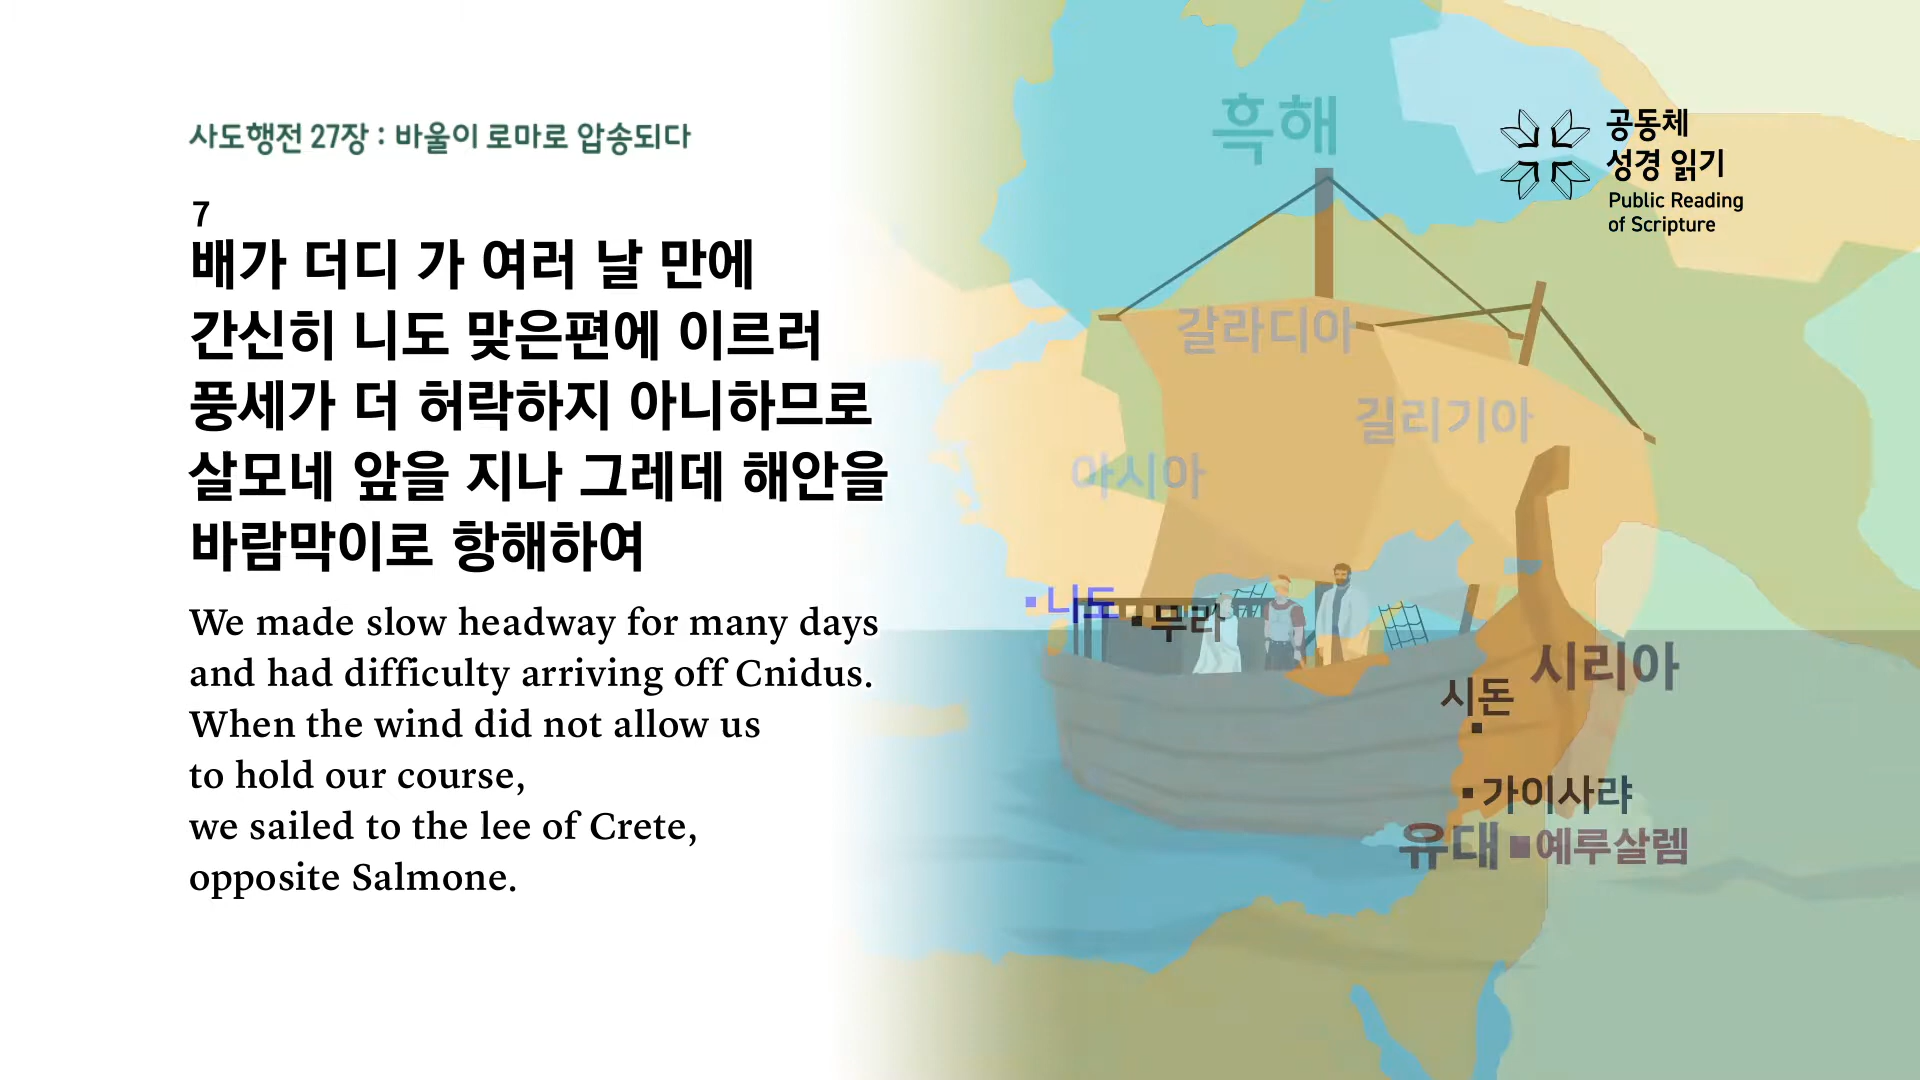 사도행전 27장 : 바울이 로마로 압송되다
7
배가 더디 가 여러 날 만에
간신히 니도 맞은편에 이르러
풍세가 더 허락하지 아니하므로
살모네 앞을 지나 그레데 해안을
바람막이로 항해하여
We made slow headway for many days
and had difficulty arriving off Cnidus.
When the wind did not allow us
to hold our course,
we sailed to the lee of Crete,
opposite Salmone.
공동체
성경 읽기
Public Reading
of Scripture
흑해
갈라디아
길리기아
아시아
니도
무라
시리아
시돈
가이사랴
유대
예루살렘